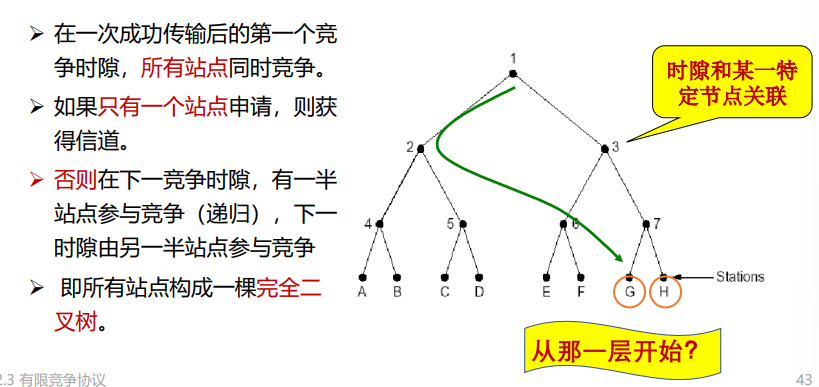 ➢ 在一次成功传输后的第一个竞
争时隙，所有站点同时竞争。
➢ 如果只有一个站点申请，则获
得信道。
➢ 否则在下一竞争时隙，有一半
站点参与竞争（递归），下一
时隙由另一半站点参与竞争
➢ 即所有站点构成一棵完全二
叉树。
1
时隙和某一特
定节点关联
2
3
4
5
6
7
Stations
A B C D E F G H
从那一层开始？
2.3 有限竞争协议
43